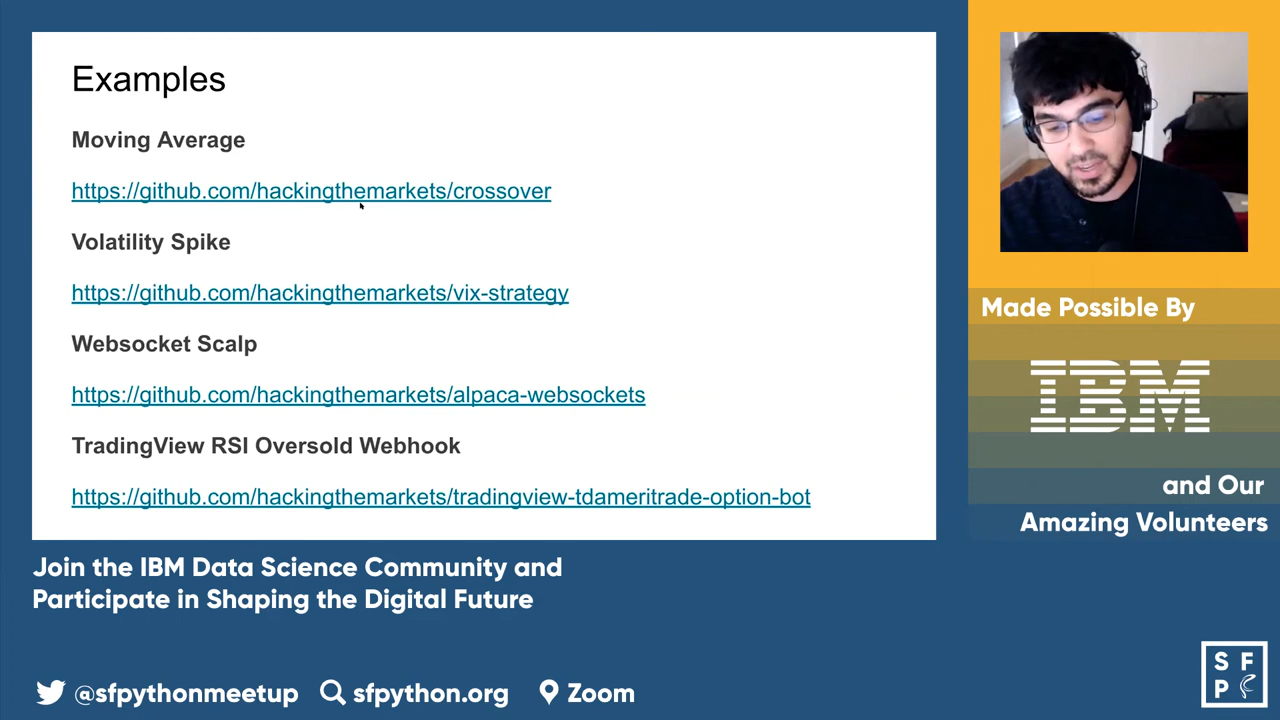 Examples
Moving Average
https://github.com/hackingthemarkets/crossover
Volatility Spike
https://github.com/hackingthemarkets/vix-strategy
Websocket Scalp
https://github.com/hackingthemarkets/alpaca-websockets
TradingView RSI Oversold Webhook
https://github.com/hackingthemarkets/tradingview-tdameritrade-option-bot
Made Possible By
IBM
and Our
Amazing Volunteers
Join the IBM Data Science Community and
Participate in Shaping the Digital Future
@sfpythonmeetup sfpython.org Zoom
S F
P